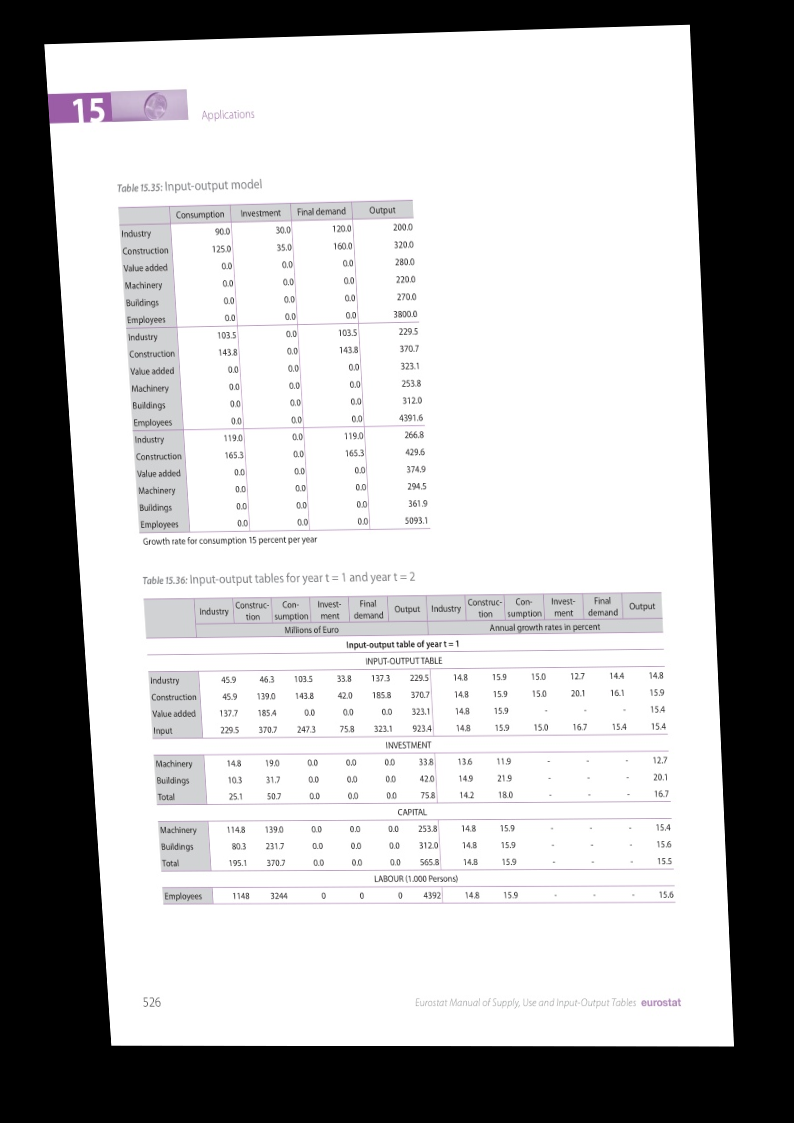 15
Applications
Table 15.35: Input-output model
Consumption Investment Final demand Output
Industry 90.0 30.0 120.0 200.0
Construction 125.0 35.0 160.0 320.0
Value added 0.0 0.0 0.0 280.0
Machinery 0.0 0.0 0.0 220.0
Buildings 0.0 0.0 0.0 270.0
Employees 0.0 0.0 0.0 3800.0
Industry 103.5 0.0 103.5 229.5
Construction 143.8 0.0 143.8 370.7
Value added 0.0 0.0 0.0 323.1
Machinery 0.0 0.0 0.0 253.8
Buildings 0.0 0.0 0.0 312.0
Employees 0.0 0.0 0.0 4391.6
Industry 119.0 0.0 119.0 266.8
Construction 165.3 0.0 165.3 429.6
Value added 0.0 0.0 0.0 374.9
Machinery 0.0 0.0 0.0 294.5
Buildings 0.0 0.0 0.0 361.9
Employees 0.0 0.0 0.0 5093.1
Growth rate for consumption 15 percent per year
Table 15.36: Input-output tables for year t = 1 and year t = 2
Industry Construc- Con- Invest- Final Output Industry Construc- Con- Invest- Final Output
tion sumption ment demand tion sumption ment demand
Millions of Euro Annual growth rates in percent
Input-output table of year t = 1
INPUT-OUTPUT TABLE
Industry 45.9 46.3 103.5 33.8 137.3 229.5 14.8 15.9 15.0 12.7 14.4 14.8
Construction 45.9 139.0 143.8 42.0 185.8 370.7 14.8 15.9 15.0 20.1 16.1 15.9
Value added 137.7 185.4 0.0 0.0 0.0 323.1 14.8 15.9 - - - 15.4
Input 229.5 370.7 247.3 75.8 323.1 923.4 14.8 15.9 15.0 16.7 15.4 15.4
INVESTMENT
Machinery 14.8 19.0 0.0 0.0 0.0 33.8 13.6 11.9 - - - 12.7
Buildings 10.3 31.7 0.0 0.0 0.0 42.0 14.9 21.9 - - - 20.1
Total 25.1 50.7 0.0 0.0 0.0 75.8 14.2 18.0 - - - 16.7
CAPITAL
Machinery 114.8 139.0 0.0 0.0 0.0 253.8 14.8 15.9 - - - 15.4
Buildings 80.3 231.7 0.0 0.0 0.0 312.0 14.8 15.9 - - - 15.6
Total 195.1 370.7 0.0 0.0 0.0 565.8 14.8 15.9 - - - 15.5
LABOUR (1.000 Persons)
Employees 1148 3244 0 0 0 4392 14.8 15.9 - - - 15.6
526
Eurostat Manual of Supply, Use and Input-Output Tables eurostat